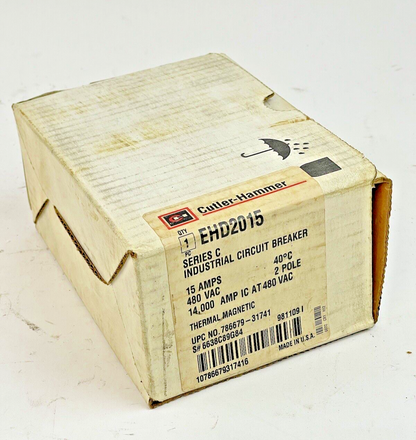 Cutler-Hammer
QTY
1
PC
EHD2015
SERIES C
INDUSTRIAL CIRCUIT BREAKER
15 AMPS 40°C
480 VAC 2 POLE
14,000 AMP IC AT 480 VAC
THERMAL MAGNETIC
UPC NO. 786679-31741 981109 I
S# 6638C89G84
MADE IN U.S.A.
10786679317416